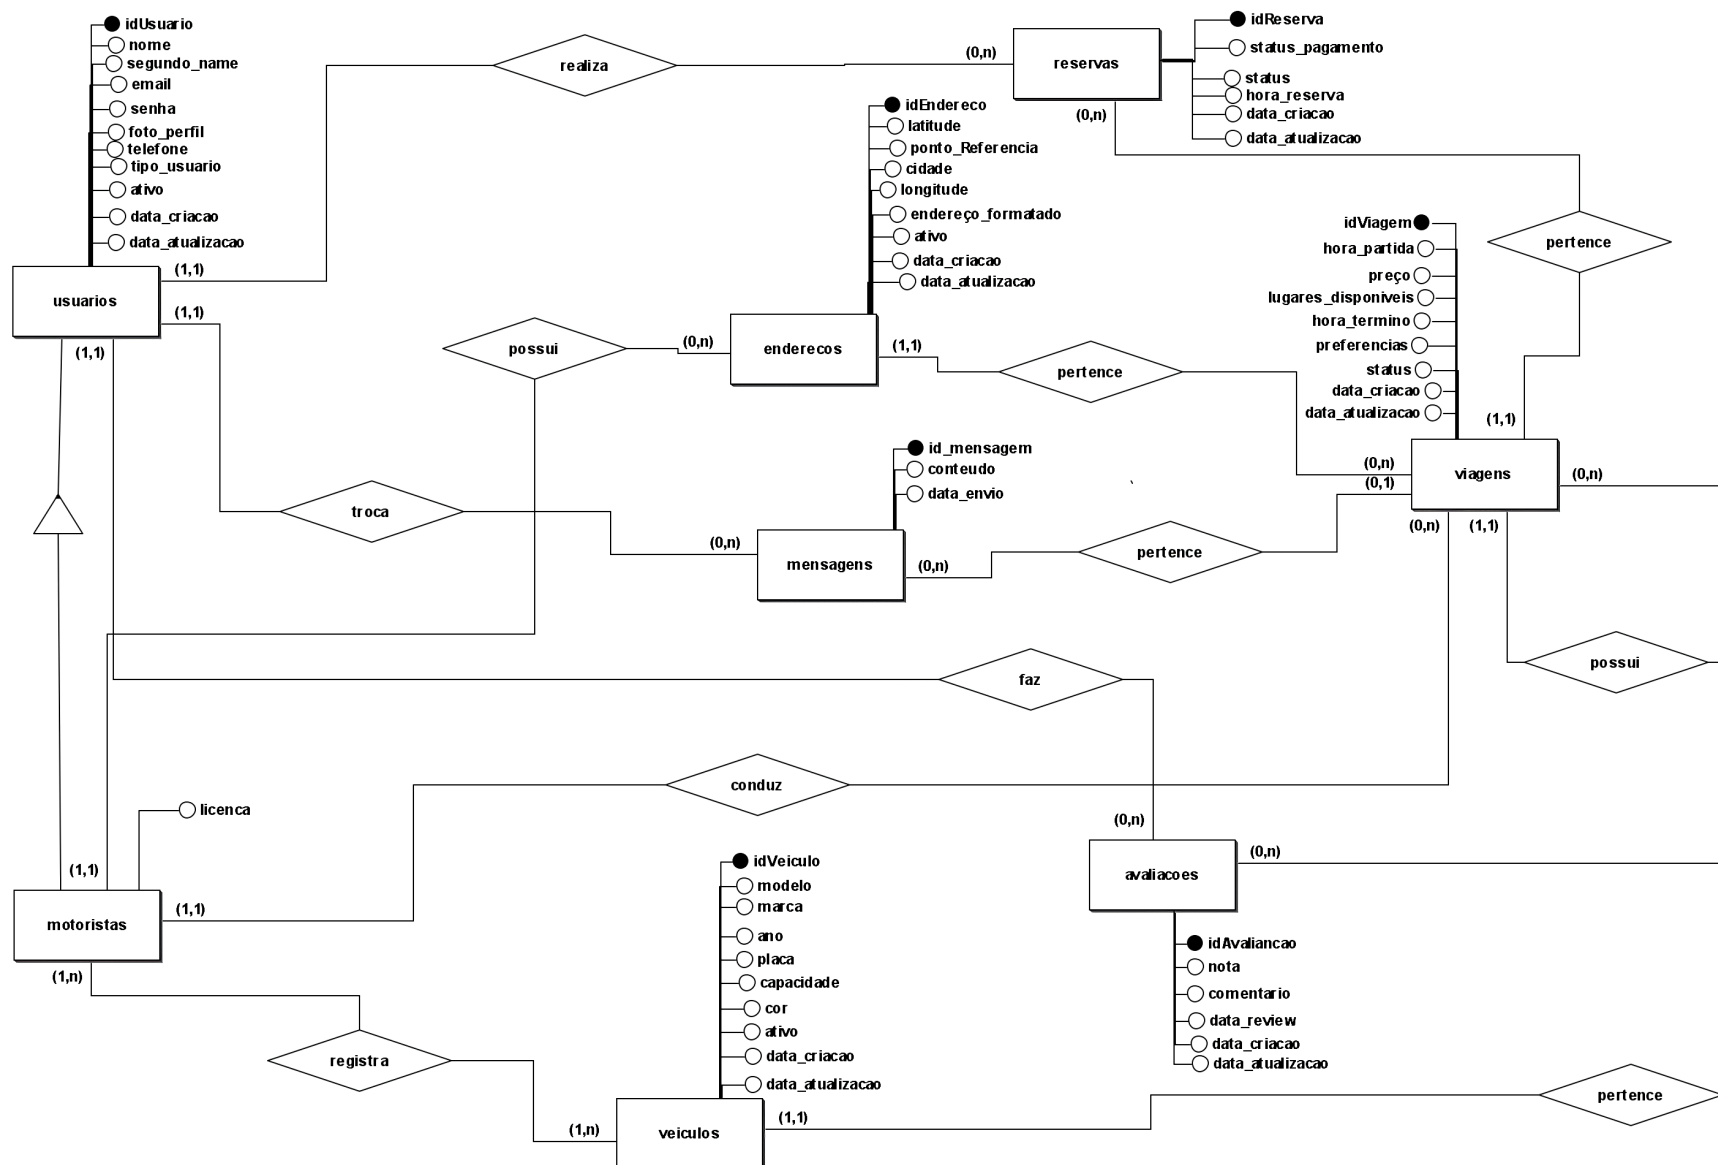 idUsuario
nome
segundo_name
email
senha
foto_perfil
telefone
tipo_usuario
ativo
data_criacao
data_atualizacao
(1,1)
usuarios
(1,1)
(1,1)
realiza
(0,n)
reservas
(0,n)
idReserva
status_pagamento
status
hora_reserva
data_criacao
data_atualização
idEndereco
latitude
ponto_Referencia
cidade
longitude
endereço_formatado
ativo
data_criacao
data_atualizacao
possui
(0,n)
enderecos
(1,1)
pertence
pertence
idViagem
hora_partida
preço
lugares_disponiveis
hora_termino
preferencias
status
data_criacao
data_atualizacao
(1,1)
(0,n)
(0,1)
viagens
(0,n)
(0,n)
(1,1)
id_mensagem
conteudo
data_envio
troca
(0,n)
mensagens
(0,n)
pertence
possui
faz
conduz
licenca
(1,1)
motoristas
(1,1)
(1,n)
(0,n)
avaliacoes
(0,n)
idAvaliancao
nota
comentario
data_review
data_criacao
data_atualizacao
idVeiculo
modelo
marca
ano
placa
capacidade
cor
ativo
data_criacao
data_atualizacao
registra
(1,n)
veiculos
(1,1)
pertence